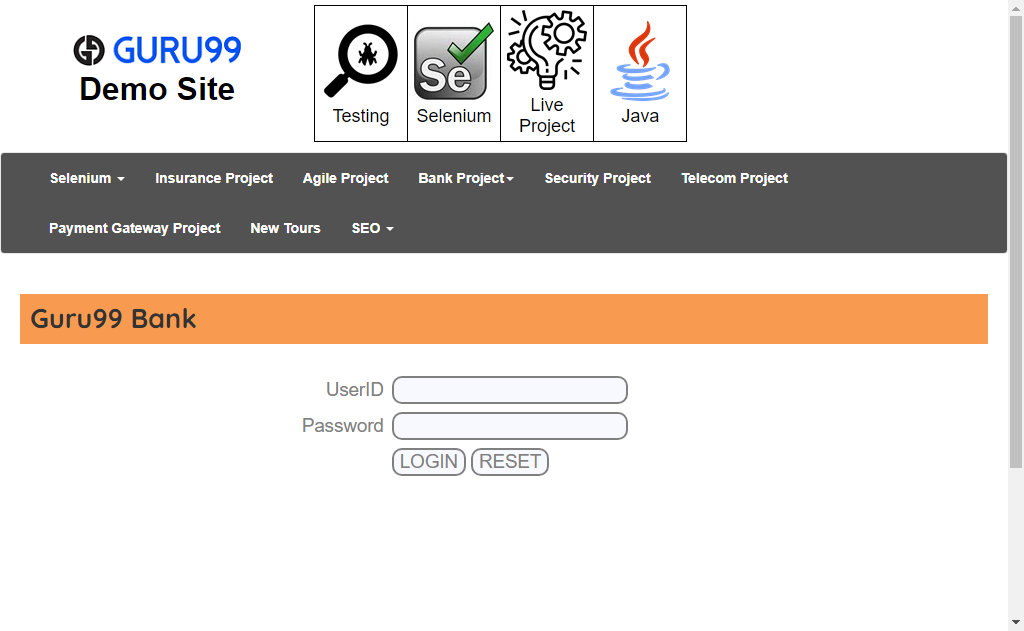 GURU99
Demo Site
Testing
Selenium
Se
Live
Project
Java
Selenium
Insurance Project
Agile Project
Bank Project
Security Project
Telecom Project
Payment Gateway Project
New Tours
SEO
Guru99 Bank
UserID
Password
LOGIN RESET